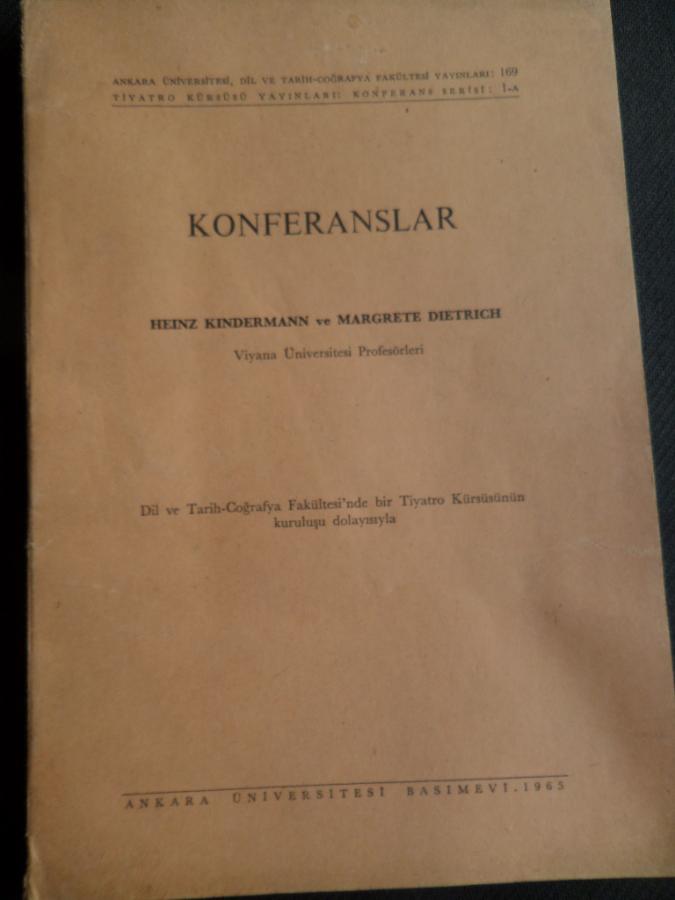 ANKARA ÜNİVERSİTESİ, DİL VE TARİH-COĞRAFYA FAKÜLTESİ YAYINLARI: 169
TİYATRO KÜRSÜSÜ YAYINLARI: KONFERANS SERİSİ: 1-A
KONFERANSLAR
HEINZ KINDERMANN ve MARGRETE DIETRICH
Viyana Üniversitesi Profesörleri
Dil ve Tarih-Coğrafya Fakültesi'nde bir Tiyatro Kürsüsünün
kuruluşu dolayısıyla
ANKARA ÜNİVERSİTESİ BASIMEVİ.1965